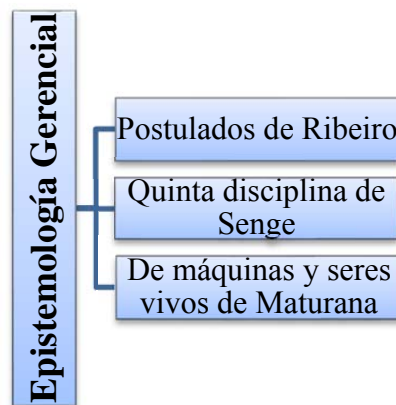 Epistemología Gerencial
Postulados de Ribeiro
Quinta disciplina de
Senge
De máquinas y seres
vivos de Maturana